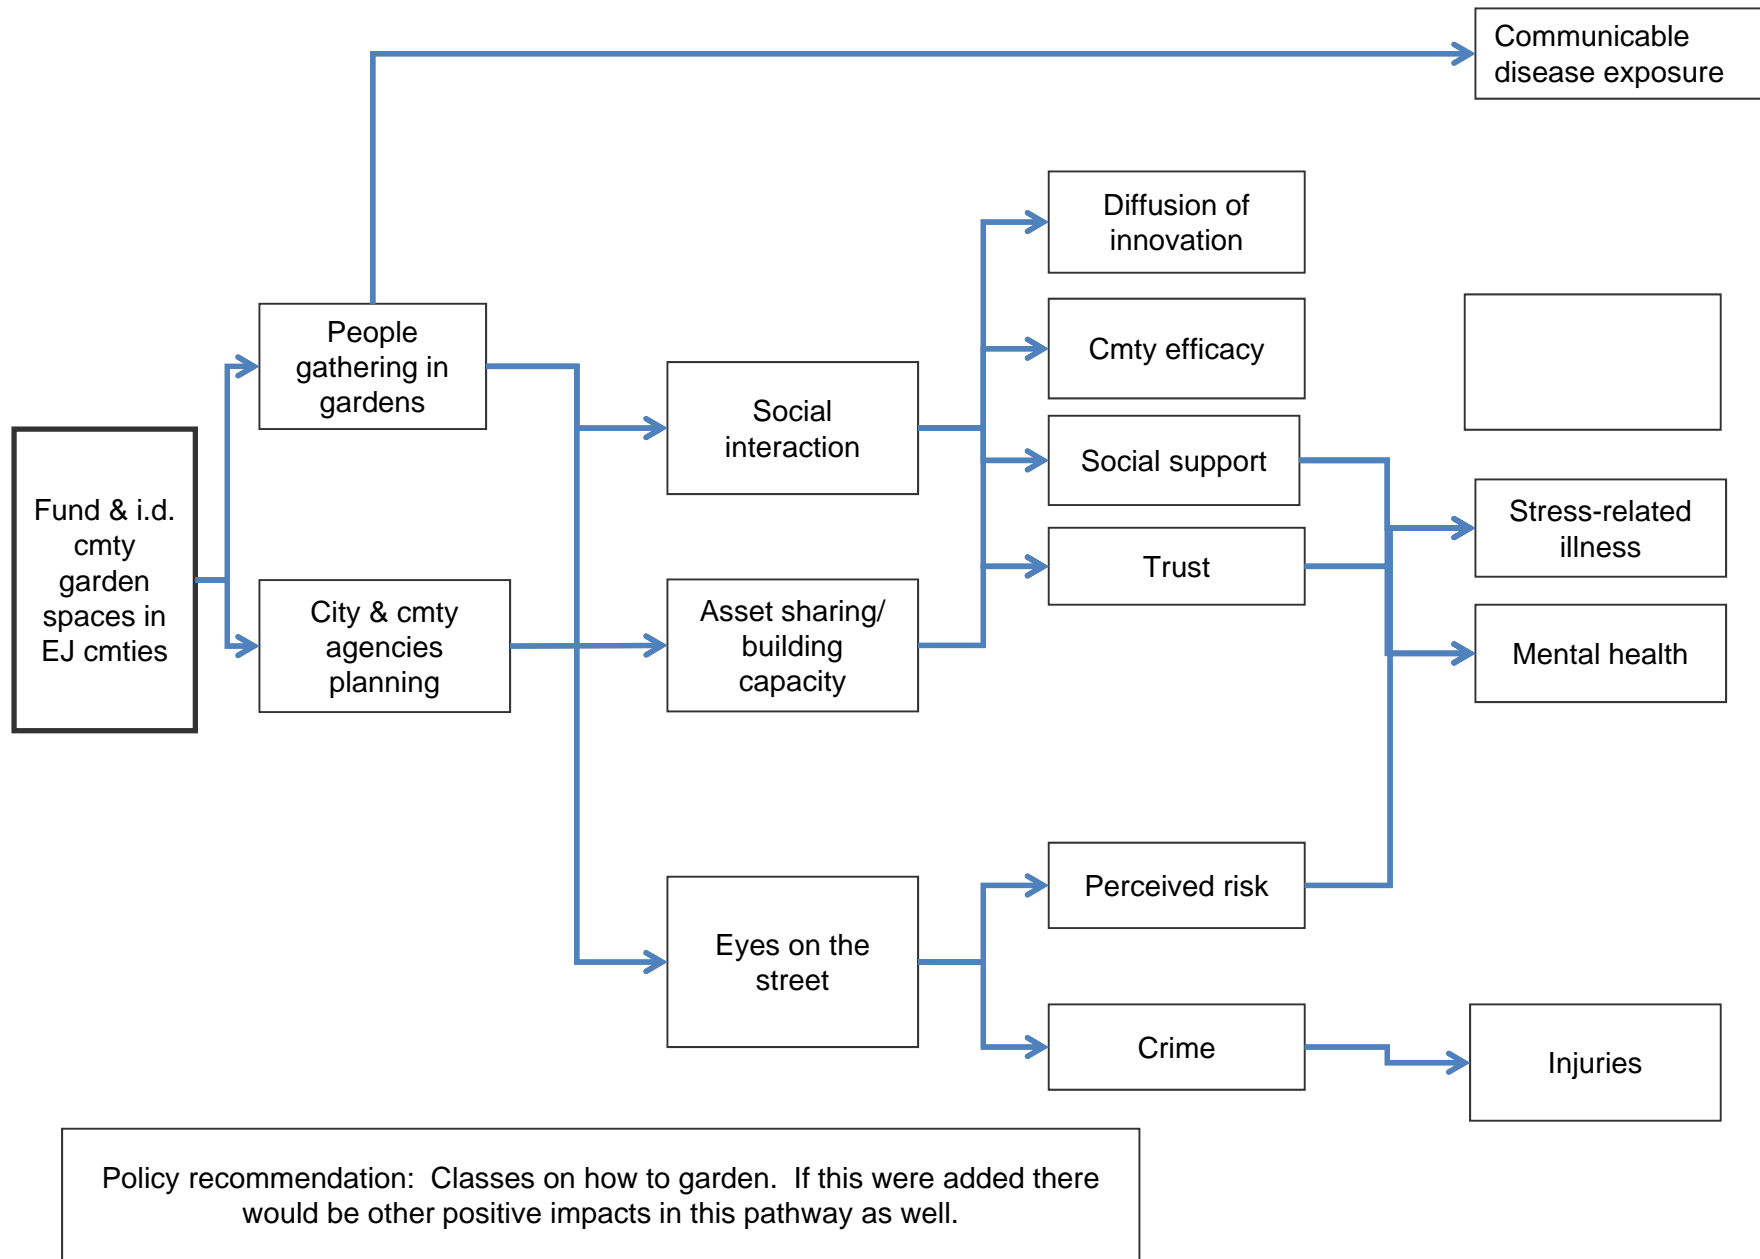 Communicable
disease exposure
Diffusion of
innovation
People
gathering in
gardens
Cmty efficacy
Social
interaction
Social support
Fund & i.d.
cmty
garden
spaces in
EJ cmties
Stress-related
illness
Trust
City & cmty
agencies
planning
Asset sharing/
building
capacity
Mental health
Perceived risk
Eyes on the
street
Crime
Injuries
Policy recommendation:  Classes on how to garden.  If this were added there
would be other positive impacts in this pathway as well.